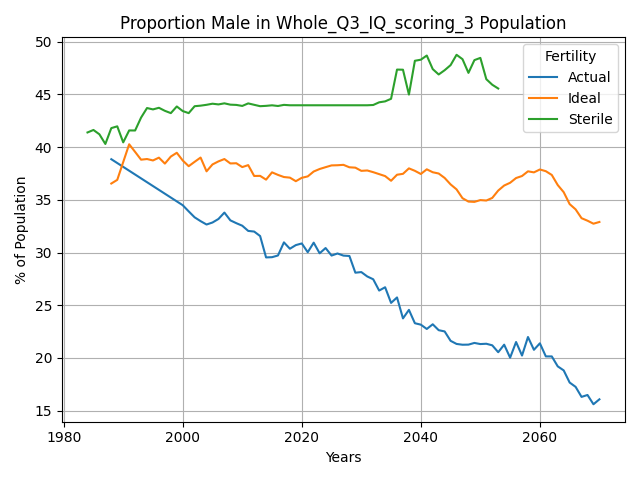 Proportion Male in Whole_Q3_IQ_scoring_3 Population
% of Population
50
45
40
35
30
25
20
15
Fertility
Actual
Ideal
Sterile
1980 2000 2020 2040 2060
Years